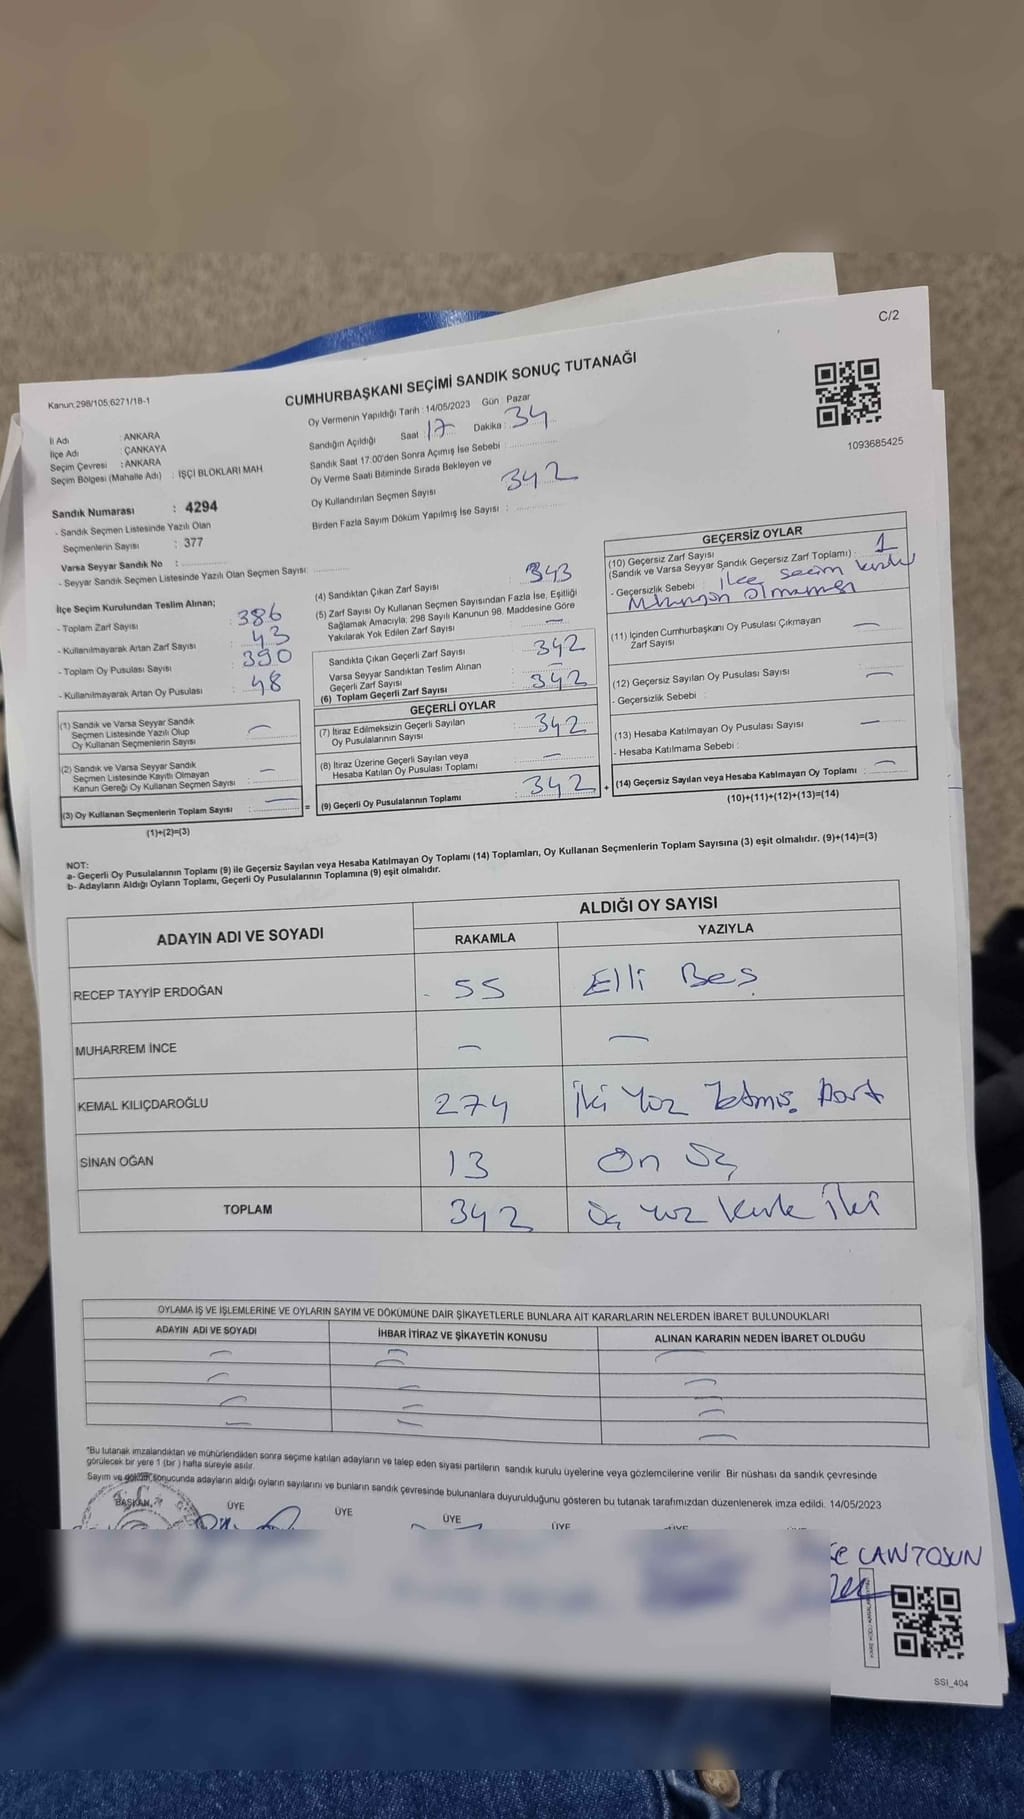 C/2
Kanun;298/105;6271/18-1
CUMHURBAŞKANI SEÇİMİ SANDIK SONUÇ TUTANAĞI
Oy Vermenin Yapıldığı Tarih : 14/05/2023 Gün : Pazar
1093685425
İl Adı : ANKARA
İlçe Adı : ÇANKAYA
Seçim Çevresi : ANKARA
Seçim Bölgesi (Mahalle Adı) : İŞÇİ BLOKLARI MAH
Sandığın Açıldığı Saat : 17 Dakika : 34
Sandık Saat 17.00'den Sonra Açımış İse Sebebi :
Oy Verme Saati Bitiminde Sırada Bekleyen ve
Oy Kullandırılan Seçmen Sayısı 342
Birden Fazla Sayım Döküm Yapılmış İse Sayısı :
Sandık Numarası : 4294
- Sandık Seçmen Listesinde Yazılı Olan
Seçmenlerin Sayısı : 377
Varsa Seyyar Sandık No :
- Seyyar Sandık Seçmen Listesinde Yazılı Olan Seçmen Sayısı:
İlçe Seçim Kurulundan Teslim Alınan;
- Toplam Zarf Sayısı : 386
- Kullanılmayarak Artan Zarf Sayısı : 43
- Toplam Oy Pusulası Sayısı : 390
- Kullanılmayarak Artan Oy Pusulası : 48
(1) Sandık ve Varsa Seyyar Sandık
Seçmen Listesinde Yazılı Olup
Oy Kullanan Seçmenlerin Sayısı : —
(2) Sandık ve Varsa Seyyar Sandık
Seçmen Listesinde Kayıtlı Olmayan
Kanun Gereği Oy Kullanan Seçmen Sayısı : —
(3) Oy Kullanan Seçmenlerin Toplam Sayısı : — =
(1)+(2)=(3)
(4) Sandıktan Çıkan Zarf Sayısı : 343
(5) Zarf Sayısı Oy Kullanan Seçmen Sayısından Fazla İse, Eşitliği
Sağlamak Amacıyla; 298 Sayılı Kanunun 98. Maddesine Göre
Yakılarak Yok Edilen Zarf Sayısı : —
Sandıkta Çıkan Geçerli Zarf Sayısı : 342
Varsa Seyyar Sandıktan Teslim Alınan
Geçerli Zarf Sayısı : —
(6) Toplam Geçerli Zarf Sayısı : 342
GEÇERLİ OYLAR
(7) İtiraz Edilmeksizin Geçerli Sayılan
Oy Pusulalarının Sayısı : 342
(8) İtiraz Üzerine Geçerli Sayılan veya
Hesaba Katılan Oy Pusulası Toplamı : —
(9) Geçerli Oy Pusulalarının Toplamı : 342 +
GEÇERSİZ OYLAR
(10) Geçersiz Zarf Sayısı
(Sandık ve Varsa Seyyar Sandık Geçersiz Zarf Toplamı) : 1
- Geçersizlik Sebebi : ilçe seçim kurulu
olmaması
(11) İçinden Cumhurbaşkanı Oy Pusulası Çıkmayan
Zarf Sayısı : —
(12) Geçersiz Sayılan Oy Pusulası Sayısı : —
- Geçersizlik Sebebi :
(13) Hesaba Katılmayan Oy Pusulası Sayısı : —
- Hesaba Katılmama Sebebi :
(14) Geçersiz Sayılan veya Hesaba Katılmayan Oy Toplamı : —
(10)+(11)+(12)+(13)=(14)
NOT:
a- Geçerli Oy Pusulalarının Toplamı (9) ile Geçersiz Sayılan veya Hesaba Katılmayan Oy Toplamı (14) Toplamları, Oy Kullanan Seçmenlerin Toplam Sayısına (3) eşit olmalıdır. (9)+(14)=(3)
b- Adayların Aldığı Oyların Toplamı, Geçerli Oy Pusulalarının Toplamına (9) eşit olmalıdır.
ADAYIN ADI VE SOYADI ALDIĞI OY SAYISI
RAKAMLA YAZIYLA
RECEP TAYYİP ERDOĞAN 55 Elli Beş
MUHARREM İNCE — —
KEMAL KILIÇDAROĞLU 274 İki Yüz Yetmiş Dört
SİNAN OĞAN 13 On Üç
TOPLAM 342 Üç Yüz Kırk İki
OYLAMA İŞ VE İŞLEMLERİNE VE OYLARIN SAYIM VE DÖKÜMÜNE DAİR ŞİKAYETLERLE BUNLARA AİT KARARLARIN NELERDEN İBARET BULUNDUKLARI
ADAYIN ADI VE SOYADI İHBAR İTİRAZ VE ŞİKAYETİN KONUSU ALINAN KARARIN NEDEN İBARET OLDUĞU
— — —
— — —
— — —
— — —
*Bu tutanak imzalandıktan ve mühürlendikten sonra seçime katılan adayların ve talep eden siyasi partilerin sandık kurulu üyelerine veya gözlemcilerine verilir. Bir nüshası da sandık çevresinde
görülecek bir yere 1 (bir) hafta süreyle asılır.
Sayım ve döküm sonucunda adayların aldığı oyların sayılarını ve bunların sandık çevresinde bulunanlara duyurulduğunu gösteren bu tutanak tarafımızdan düzenlenerek imza edildi. 14/05/2023
BAŞKAN ÜYE ÜYE ÜYE ÜYE ÜYE
CANTOSUN
SSI_404